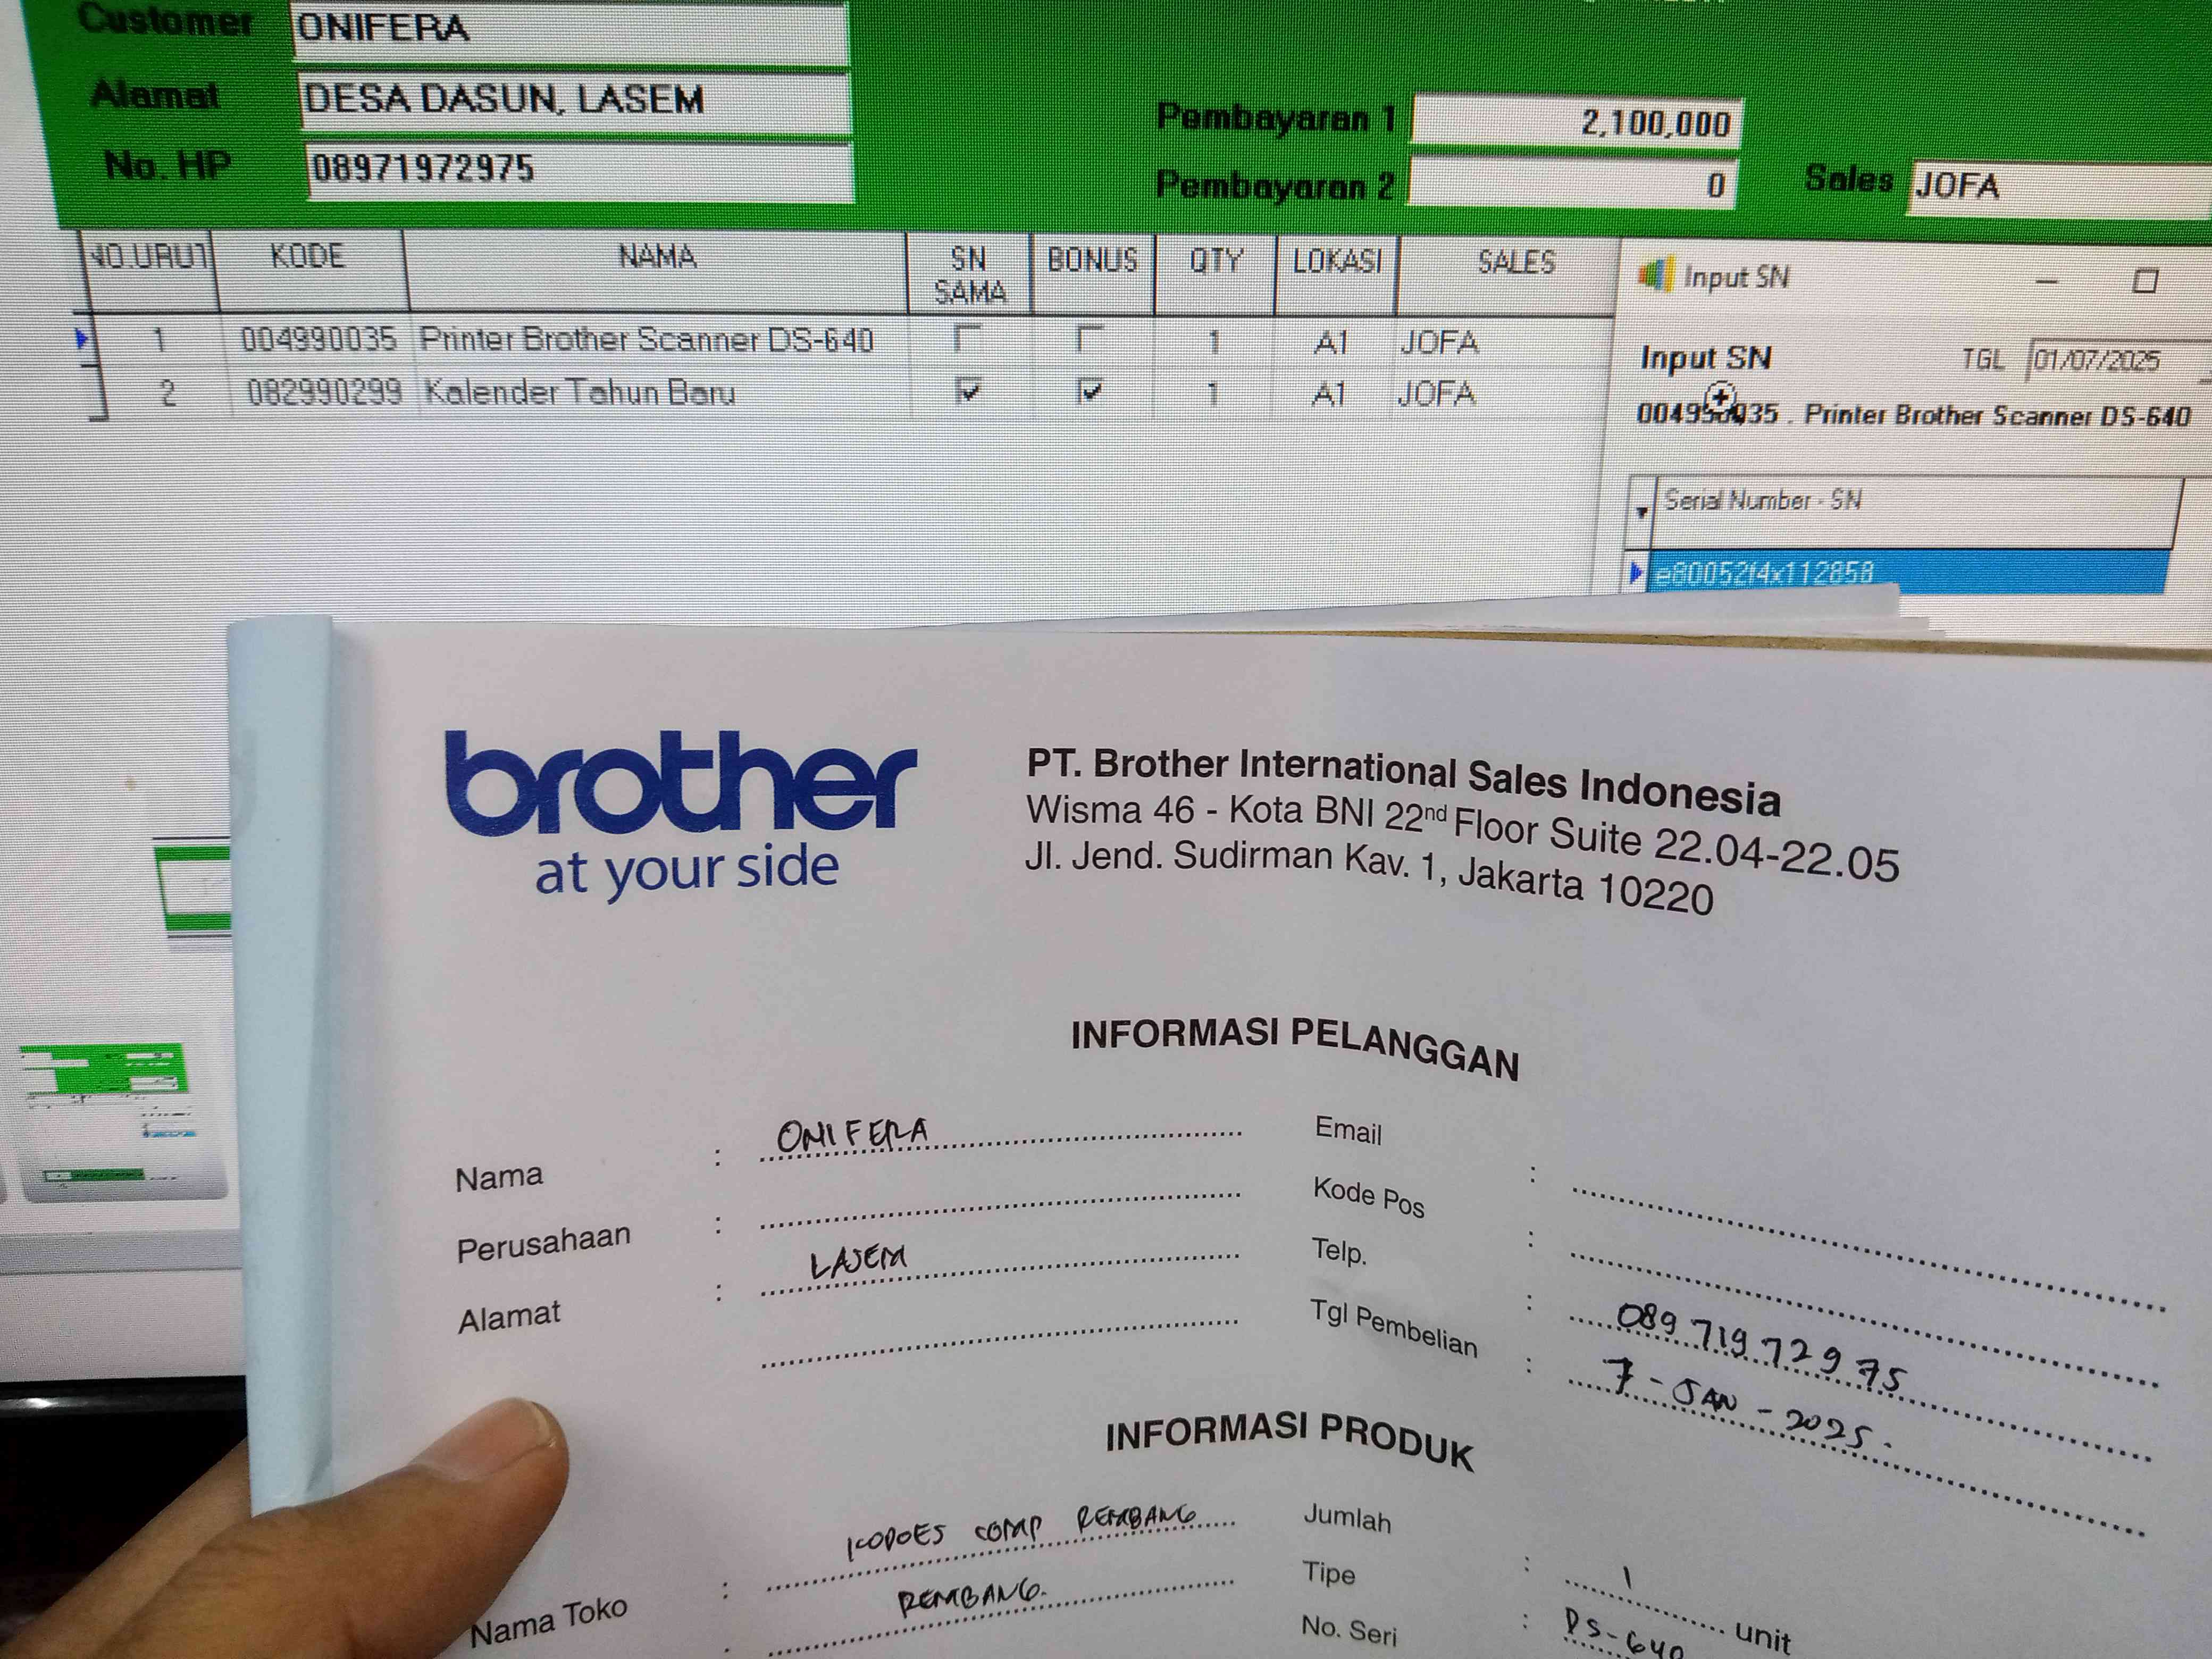 Customer ONIFERA
Alamat DESA DASUN, LASEM
No. HP 08971972975
Pembayaran 1 2,100,000
Pembayaran 2 0
Sales JOFA
NO.URUT KODE NAMA SN SAMA BONUS QTY LOKASI SALES
1 004990035 Printer Brother Scanner DS-640 1 A1 JOFA
2 082990299 Kalender Tahun Baru 1 A1 JOFA
Input SN
Input SN TGL 01/07/2025
004990035 . Printer Brother Scanner DS-640
Serial Number - SN
e80052f4x112858
brother
at your side
PT. Brother International Sales Indonesia
Wisma 46 - Kota BNI 22nd Floor Suite 22.04-22.05
Jl. Jend. Sudirman Kav. 1, Jakarta 10220
INFORMASI PELANGGAN
Nama : ONIFERA
Perusahaan :
Alamat : LASEM
Email :
Kode Pos :
Telp. : 08971972975
Tgl Pembelian : 7-JAN-2025.
INFORMASI PRODUK
Nama Toko : KOPOES COMP REMBANG
: REMBANG.
Jumlah : 1 unit
Tipe : DS-640
No. Seri